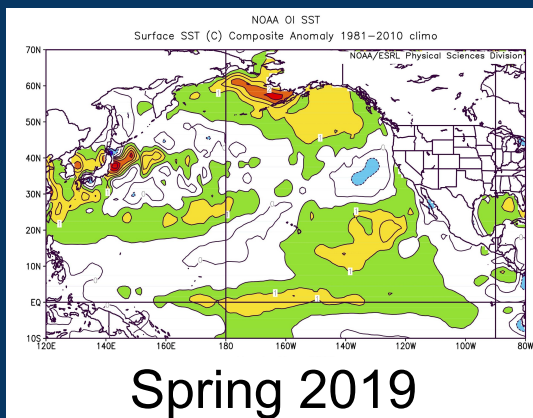 NOAA OI SST
Surface SST (C) Composite Anomaly 1981−2010 climo
NOAA/ESRL Physical Sciences Division
70N
60N
50N
40N
30N
20N
10N
EQ
10S
120E 140E 160E 180 160W 140W 120W 100W 80W
Spring 2019